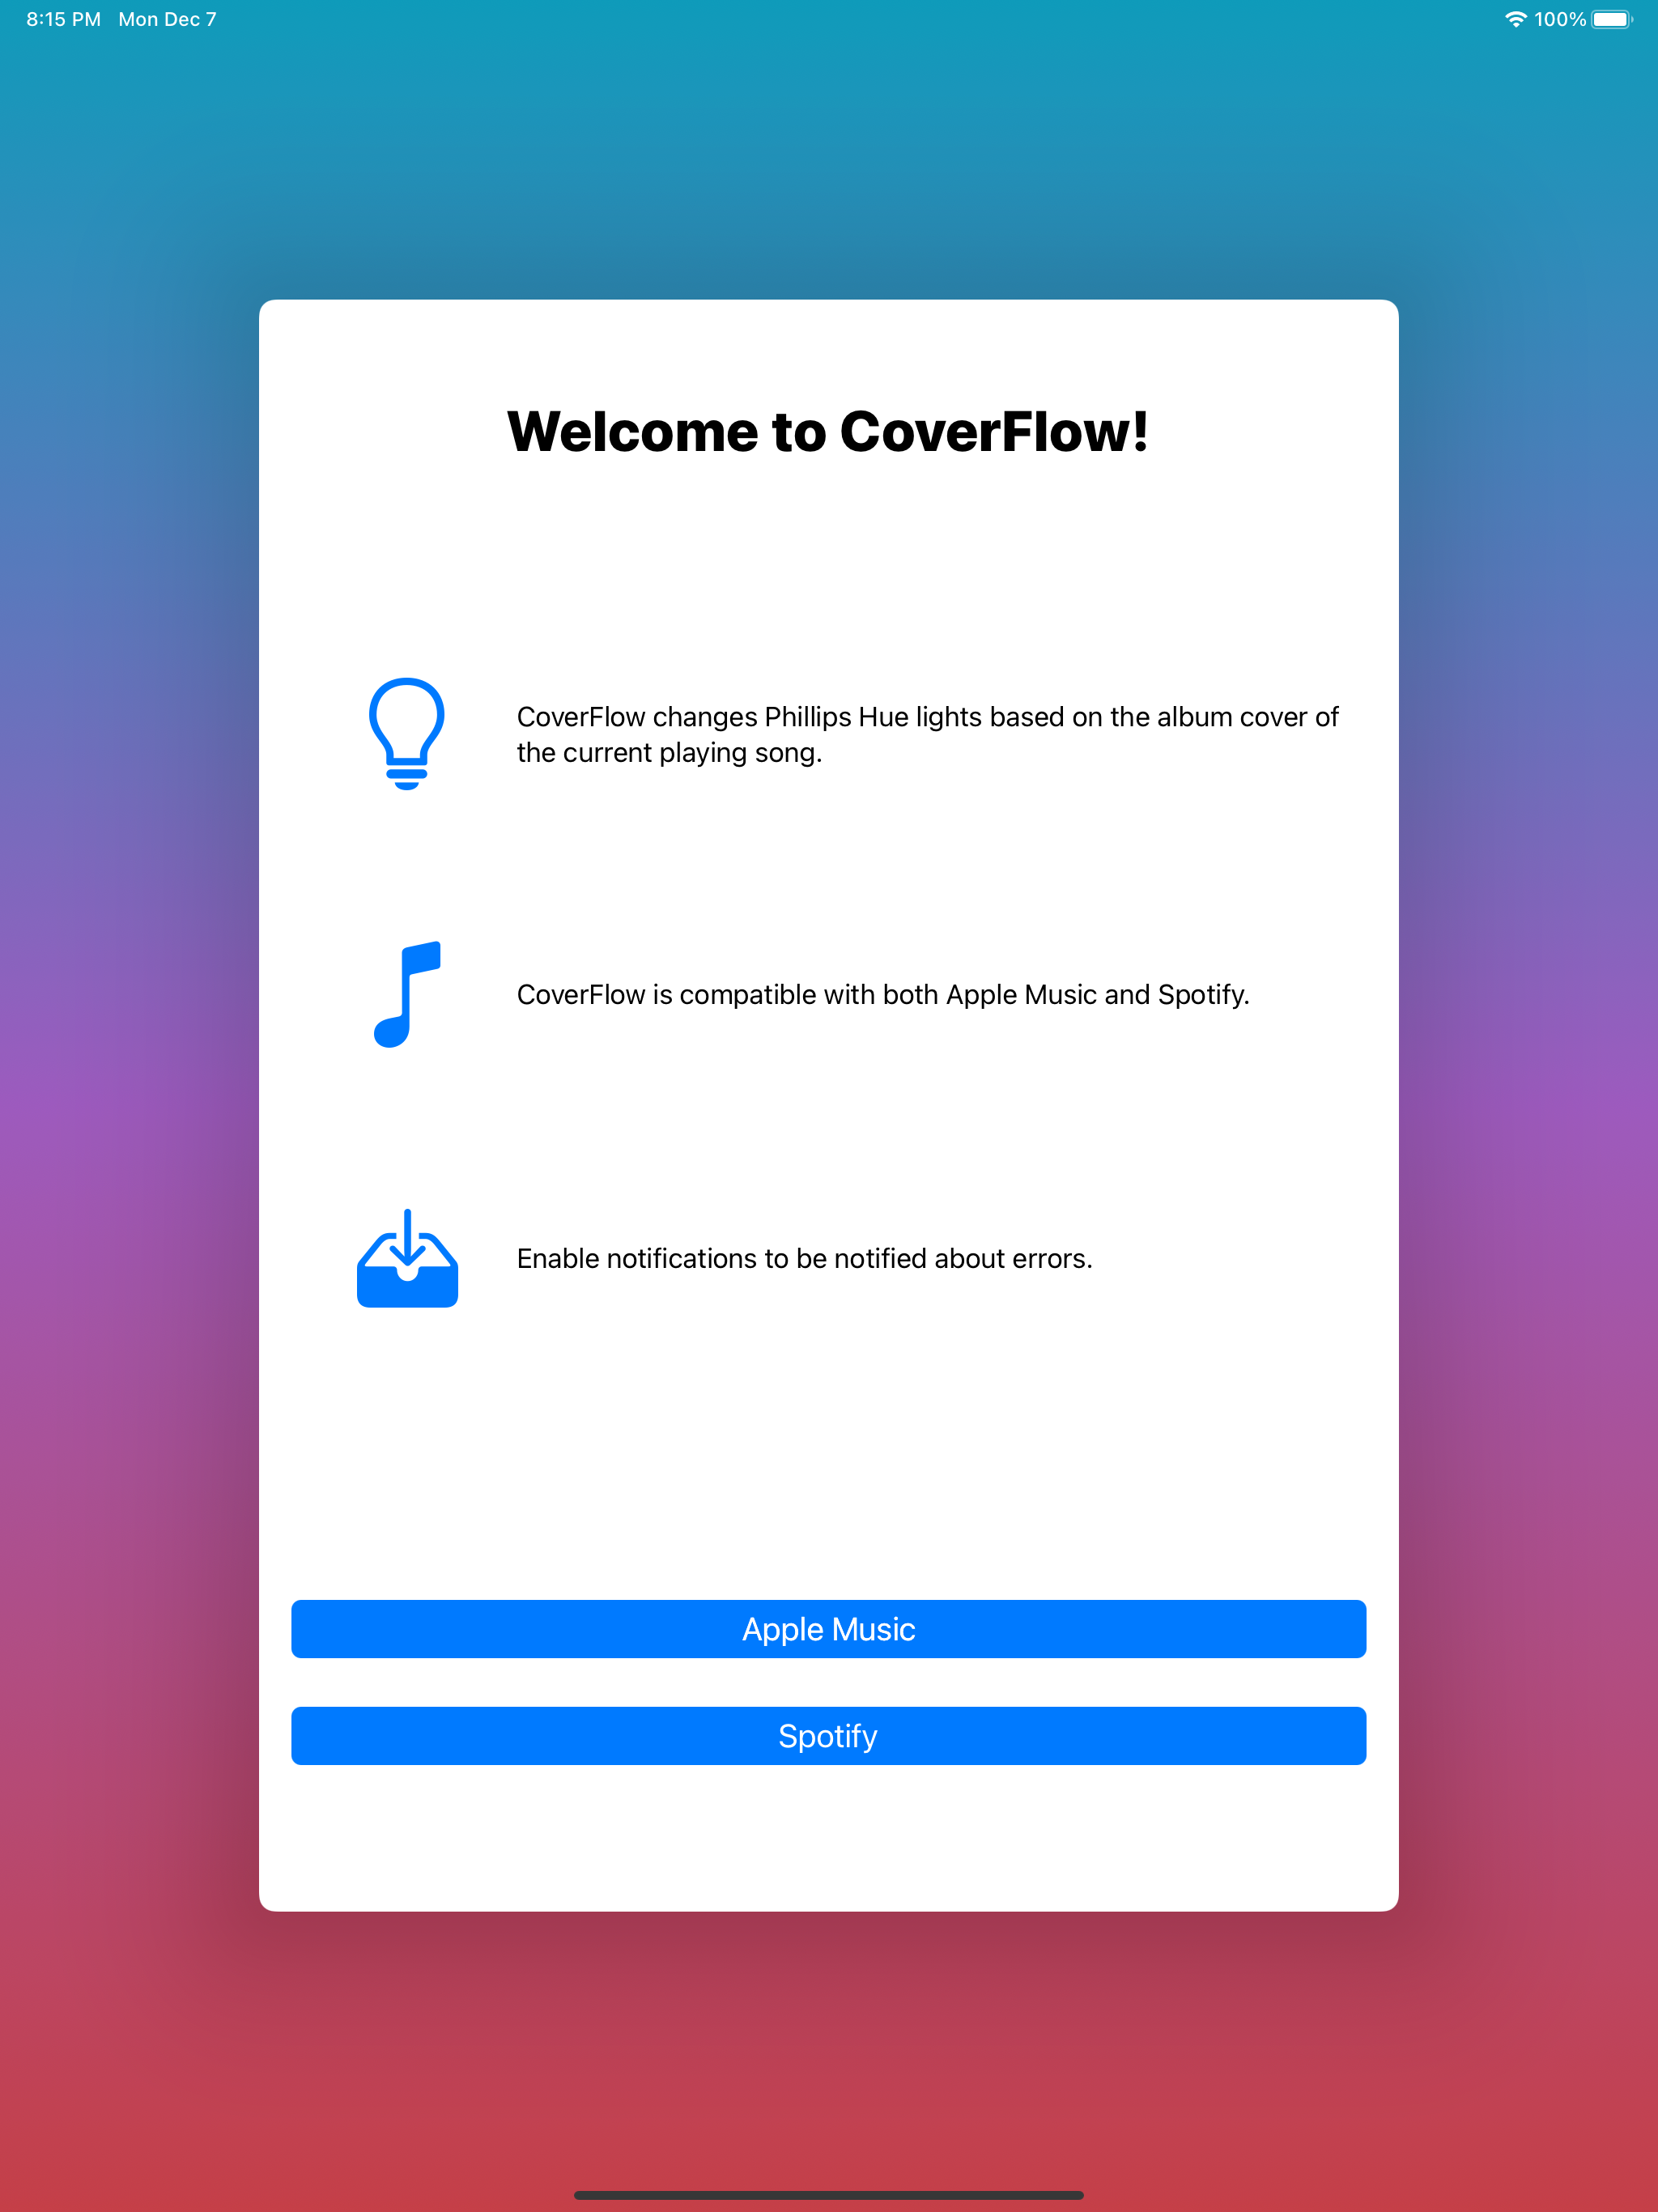 8:15 PM Mon Dec 7 100%
Welcome to CoverFlow!
CoverFlow changes Phillips Hue lights based on the album cover of
the current playing song.
CoverFlow is compatible with both Apple Music and Spotify.
Enable notifications to be notified about errors.
Apple Music
Spotify